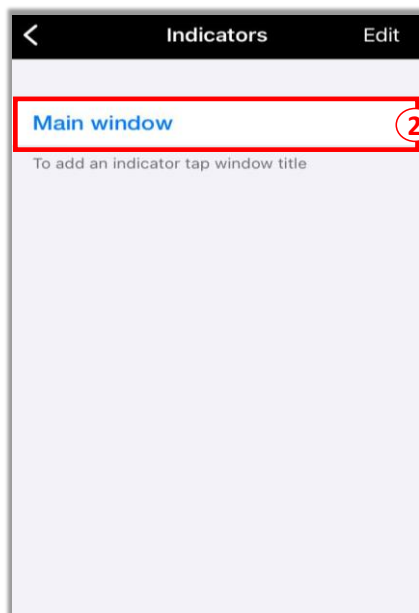 Indicators Edit
Main window
②
To add an indicator tap window title